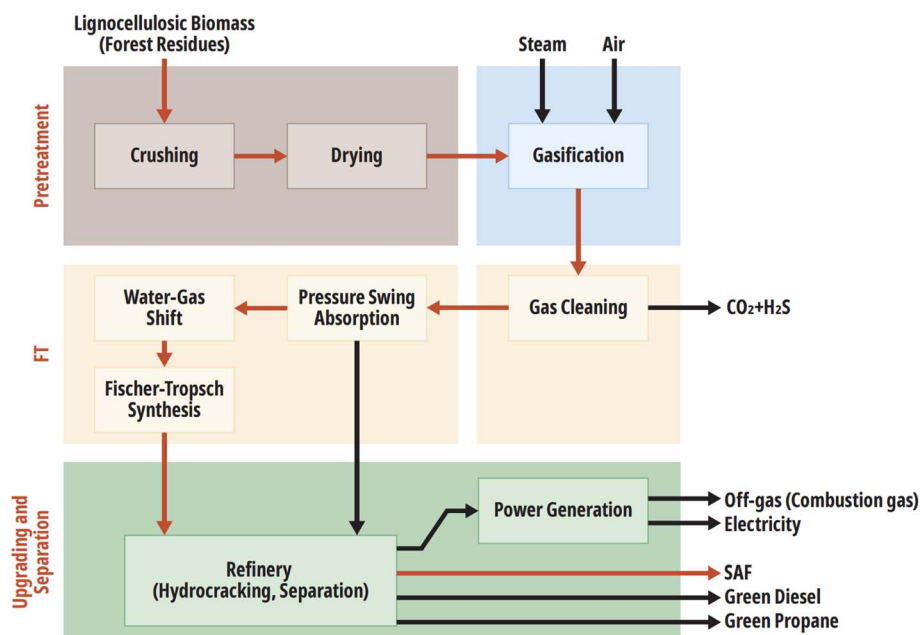 Lignocellulosic Biomass
(Forest Residues)
Steam
Air
Pretreatment
Crushing
Drying
Gasification
FT
Water-Gas
Shift
Pressure Swing
Absorption
Gas Cleaning
CO₂+H₂S
Fischer-Tropsch
Synthesis
Upgrading and
Separation
Power Generation
Off-gas (Combustion gas)
Electricity
Refinery
(Hydrocracking, Separation)
SAF
Green Diesel
Green Propane